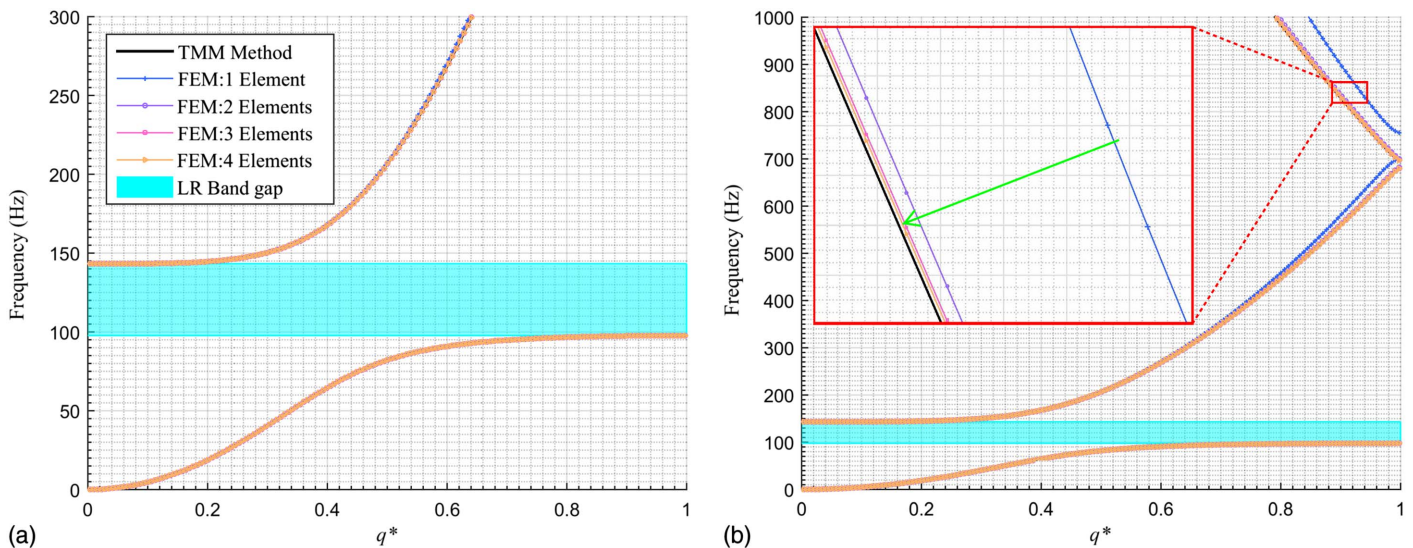 300
250
200
150
100
50
0
Frequency (Hz)
TMM Method
FEM:1 Element
FEM:2 Elements
FEM:3 Elements
FEM:4 Elements
LR Band gap
0 0.2 0.4 0.6 0.8 1
q*
(a)
1000
900
800
700
600
500
400
300
200
100
0
Frequency (Hz)
0 0.2 0.4 0.6 0.8 1
q*
(b)